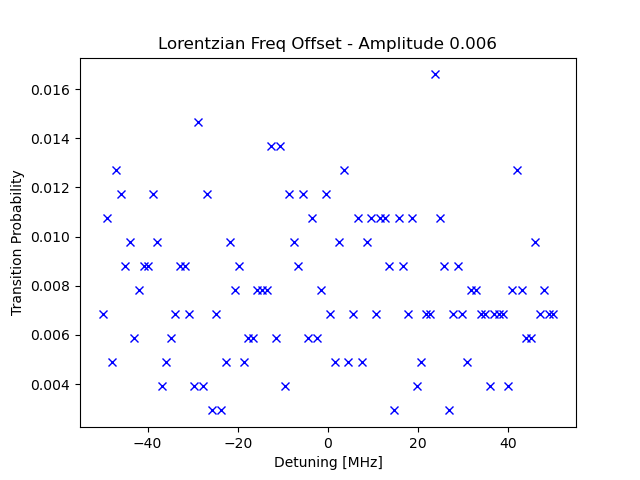 Lorentzian Freq Offset - Amplitude 0.006
0.016
0.014
0.012
0.010
0.008
0.006
0.004
Transition Probability
−40 −20 0 20 40
Detuning [MHz]